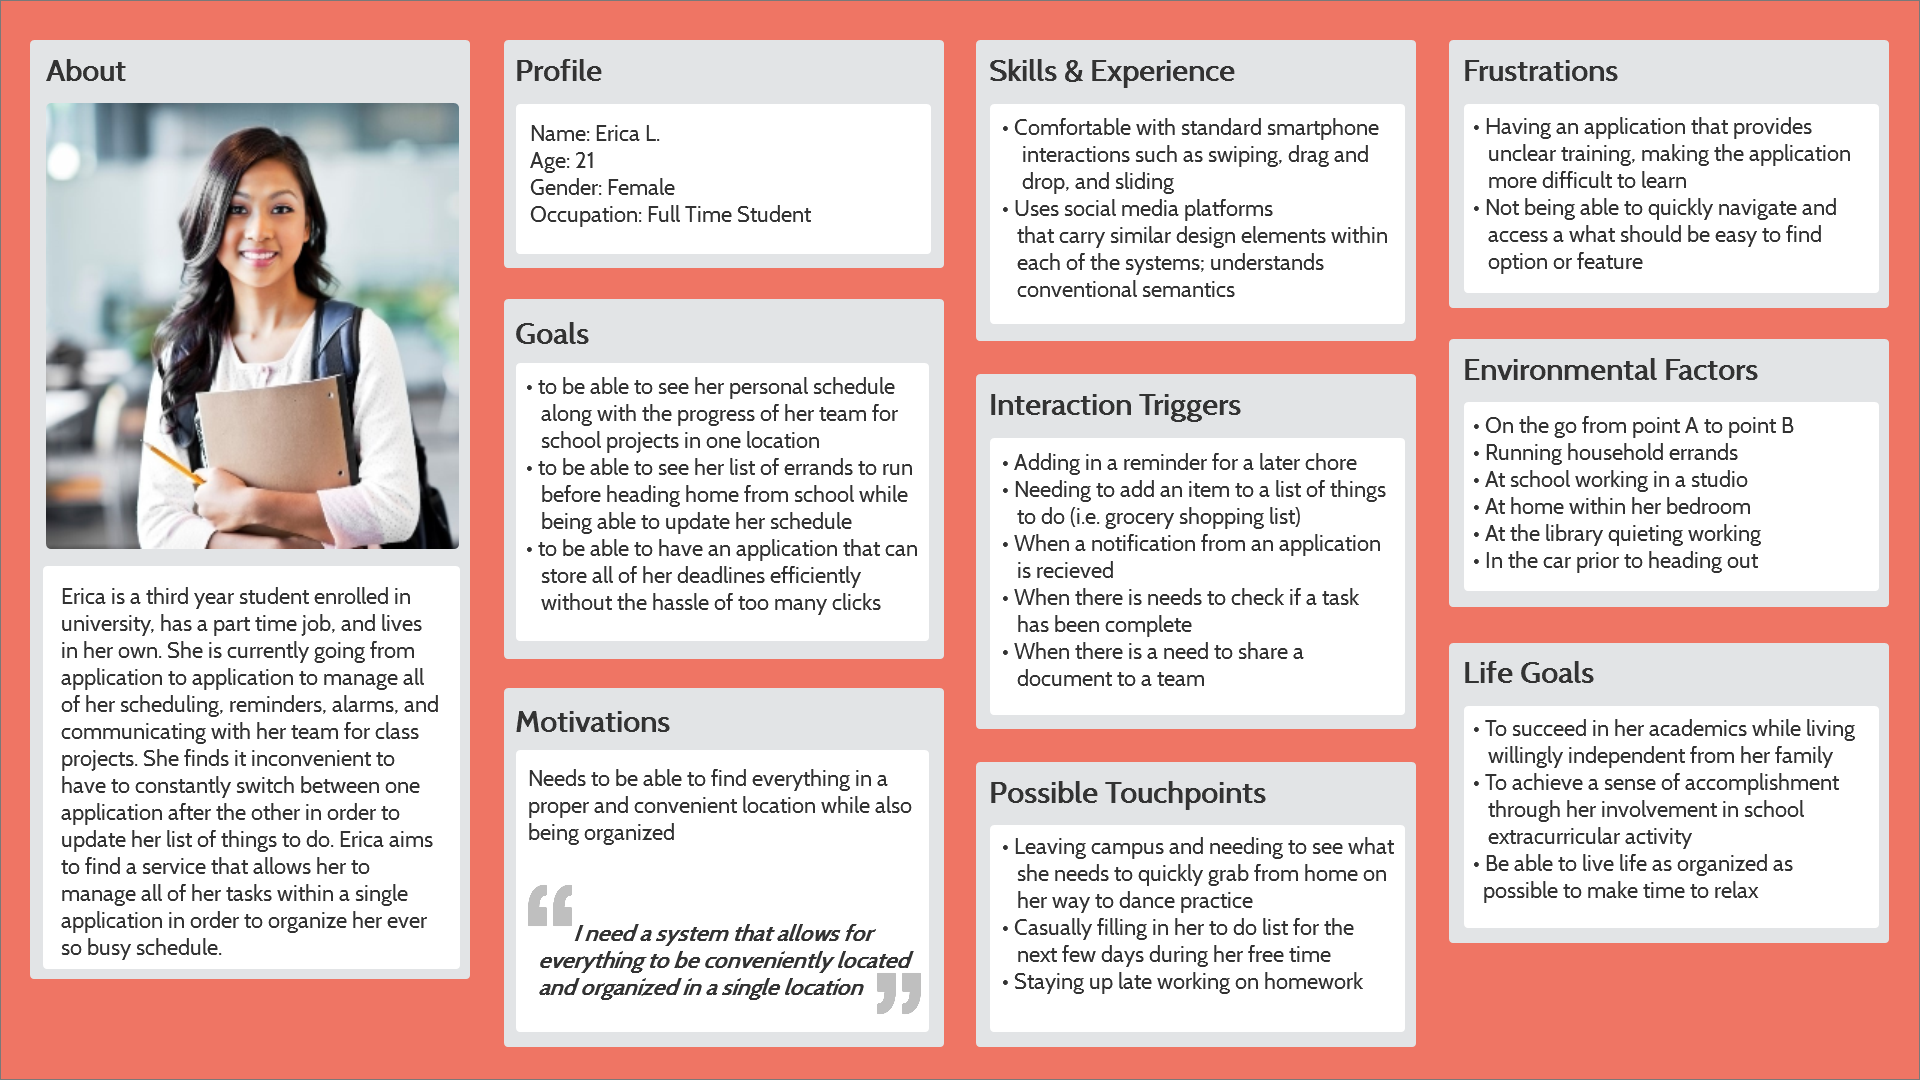 About
Erica is a third year student enrolled in
university, has a part time job, and lives
in her own. She is currently going from
application to application to manage all
of her scheduling, reminders, alarms, and
communicating with her team for class
projects. She finds it inconvenient to
have to constantly switch between one
application after the other in order to
update her list of things to do. Erica aims
to find a service that allows her to
manage all of her tasks within a single
application in order to organize her ever
so busy schedule.
Profile
Name: Erica L.
Age: 21
Gender: Female
Occupation: Full Time Student
Goals
• to be able to see her personal schedule
along with the progress of her team for
school projects in one location
• to be able to see her list of errands to run
before heading home from school while
being able to update her schedule
• to be able to have an application that can
store all of her deadlines efficiently
without the hassle of too many clicks
Motivations
Needs to be able to find everything in a
proper and convenient location while also
being organized
“ I need a system that allows for
everything to be conveniently located
and organized in a single location ”
Skills & Experience
• Comfortable with standard smartphone
interactions such as swiping, drag and
drop, and sliding
• Uses social media platforms
that carry similar design elements within
each of the systems; understands
conventional semantics
Interaction Triggers
• Adding in a reminder for a later chore
• Needing to add an item to a list of things
to do (i.e. grocery shopping list)
• When a notification from an application
is recieved
• When there is needs to check if a task
has been complete
• When there is a need to share a
document to a team
Possible Touchpoints
• Leaving campus and needing to see what
she needs to quickly grab from home on
her way to dance practice
• Casually filling in her to do list for the
next few days during her free time
• Staying up late working on homework
Frustrations
• Having an application that provides
unclear training, making the application
more difficult to learn
• Not being able to quickly navigate and
access a what should be easy to find
option or feature
Environmental Factors
• On the go from point A to point B
• Running household errands
• At school working in a studio
• At home within her bedroom
• At the library quieting working
• In the car prior to heading out
Life Goals
• To succeed in her academics while living
willingly independent from her family
• To achieve a sense of accomplishment
through her involvement in school
extracurricular activity
• Be able to live life as organized as
possible to make time to relax